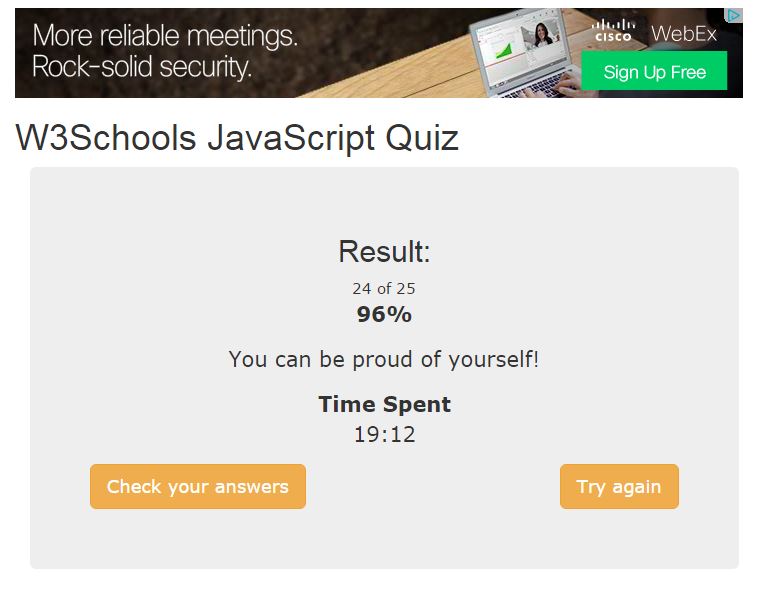 More reliable meetings.
Rock-solid security.
cisco WebEx
Sign Up Free
W3Schools JavaScript Quiz
Result:
24 of 25
96%
You can be proud of yourself!
Time Spent
19:12
Check your answers
Try again